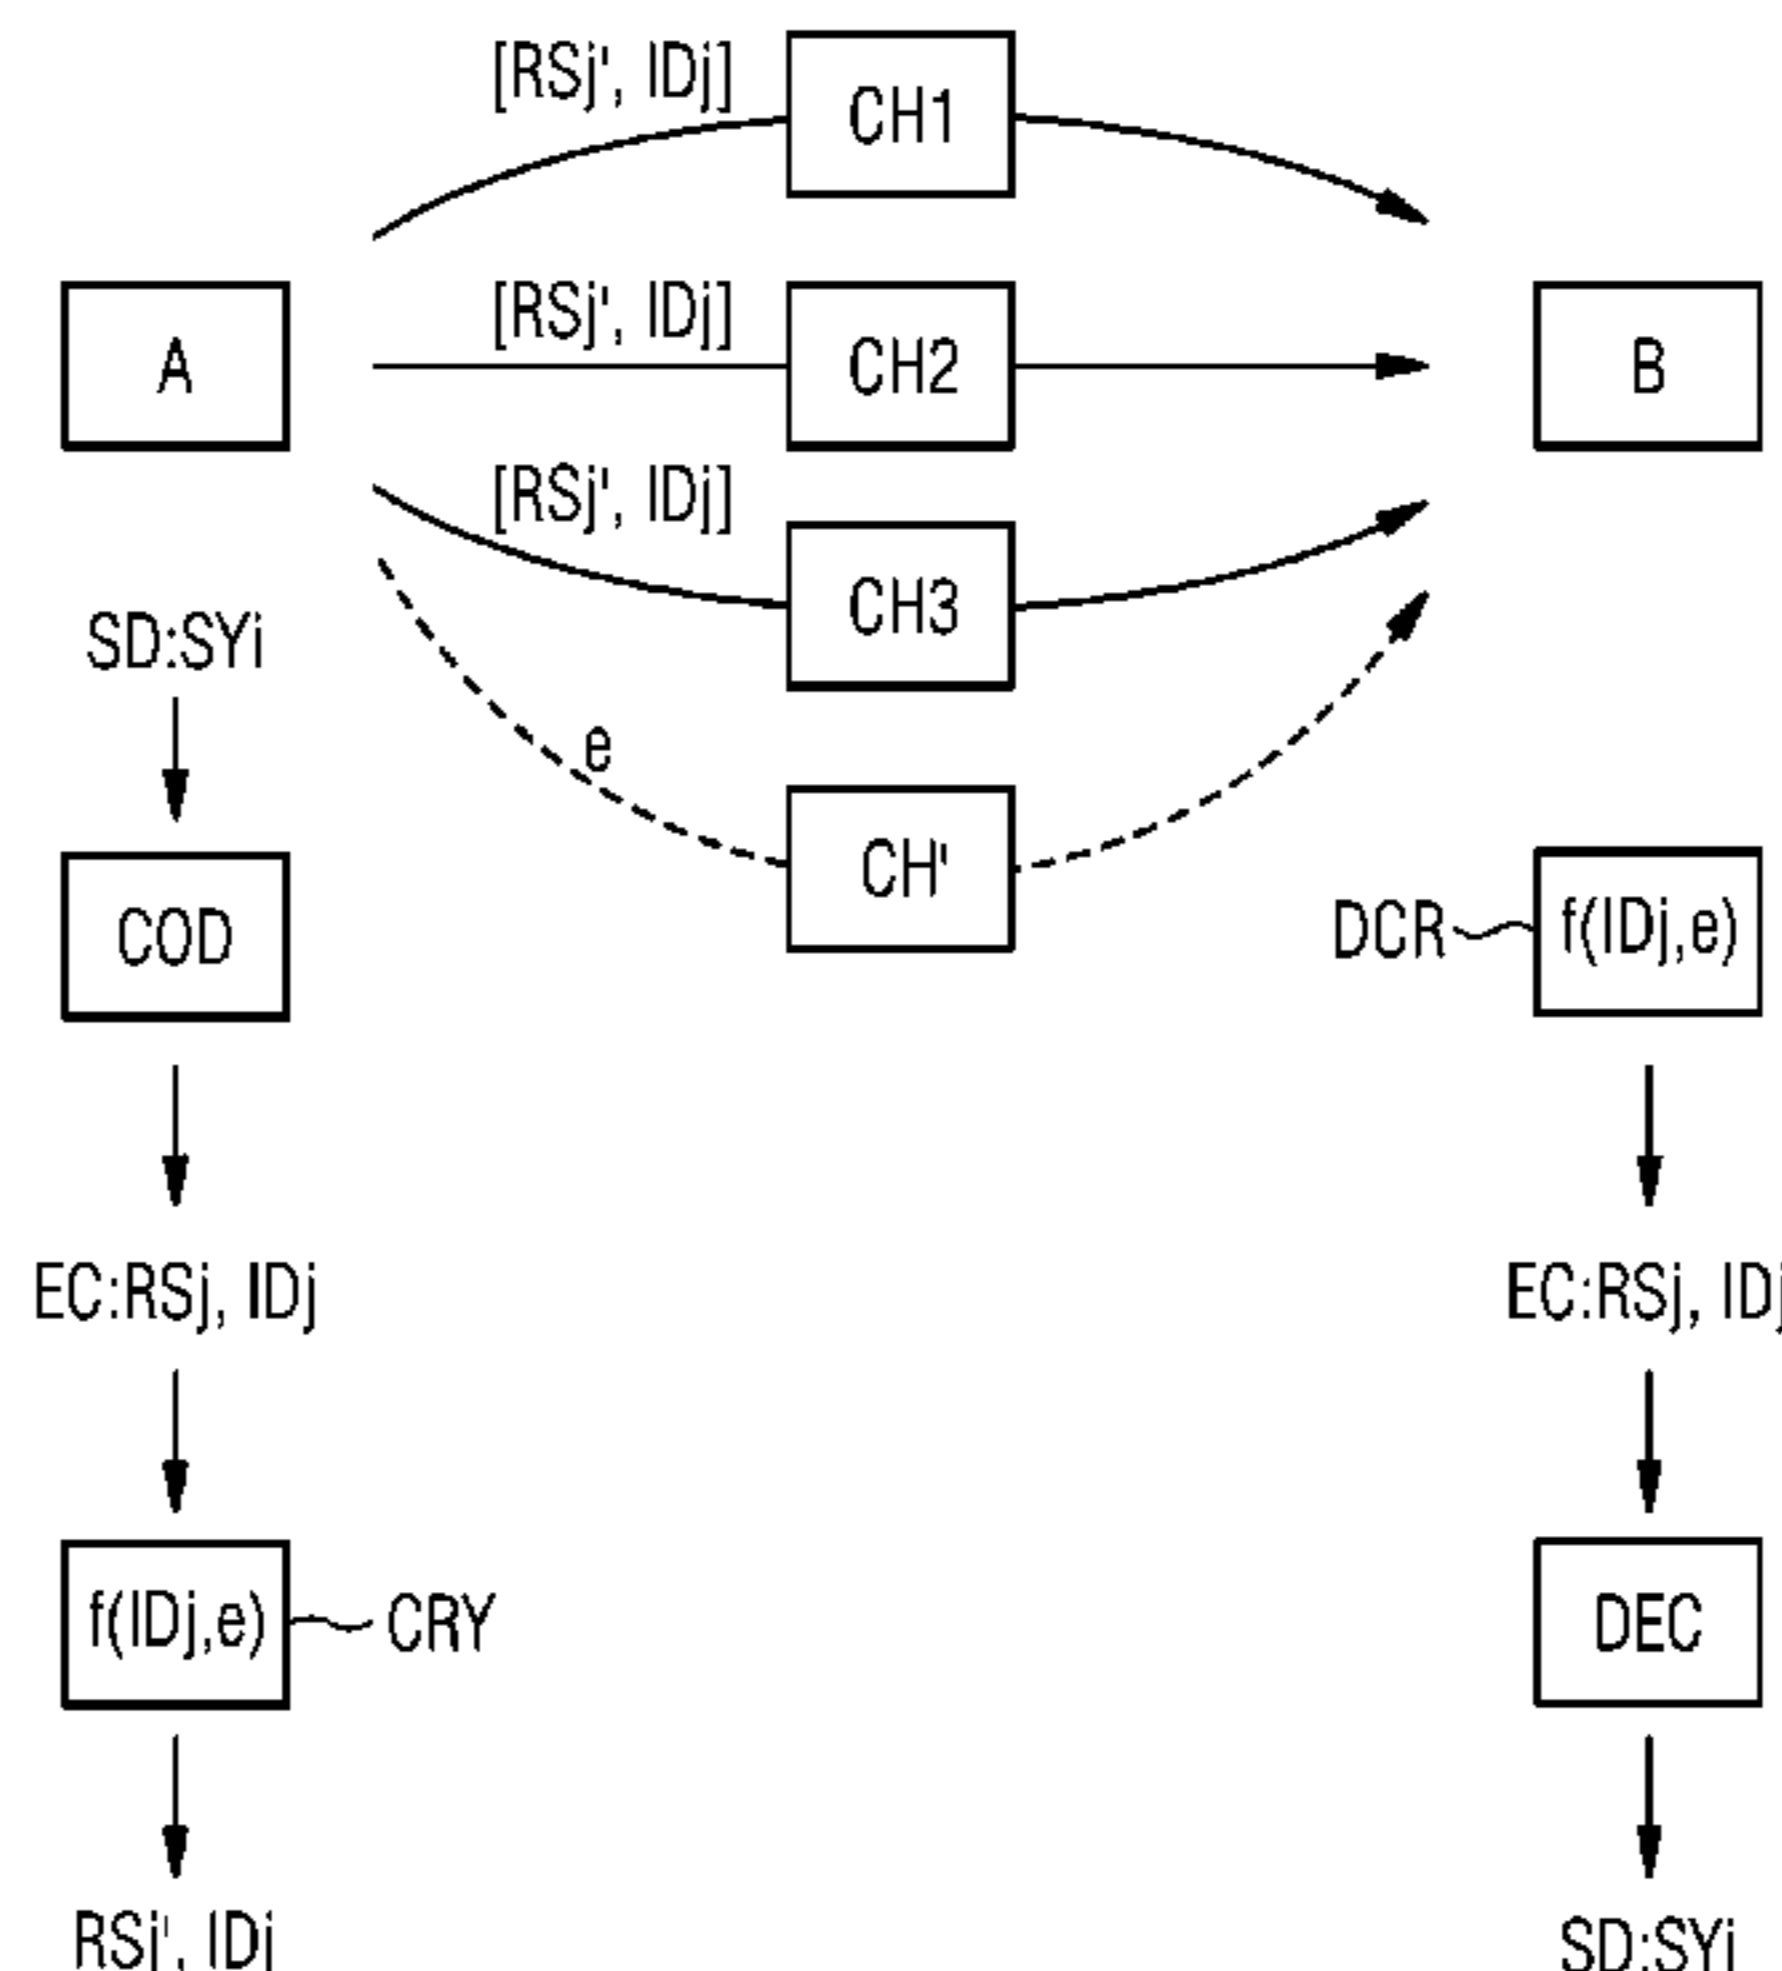 [RSj', IDj]
CH1
[RSj', IDj]
A
CH2
B
[RSj', IDj]
CH3
SD:SYi
e
CH'
COD
DCR
f(IDj,e)
EC:RSj, IDj
EC:RSj, IDj
f(IDj,e)
CRY
DEC
RSj', IDj
SD:SYi